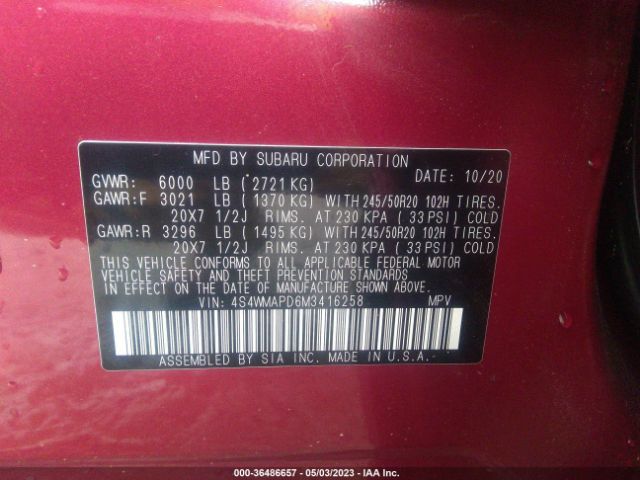 MFD BY SUBARU CORPORATION
GVWR: 6000 LB (2721 KG) DATE: 10/20
GAWR:F 3021 LB (1370 KG) WITH 245/50R20 102H TIRES.
20X7 1/2J RIMS. AT 230 KPA (33 PSI) COLD
GAWR:R 3296 LB (1495 KG) WITH 245/50R20 102H TIRES.
20X7 1/2J RIMS. AT 230 KPA (33 PSI) COLD
THIS VEHICLE CONFORMS TO ALL APPLICABLE FEDERAL MOTOR
VEHICLE SAFETY AND THEFT PREVENTION STANDARDS
IN EFFECT ON THE DATE OF MANUFACTURE SHOWN ABOVE.
VIN: 4S4WMAPD6M3416258 MPV
ASSEMBLED BY SIA INC. MADE IN U.S.A.
000-36486657 - 05/03/2023 - IAA Inc.